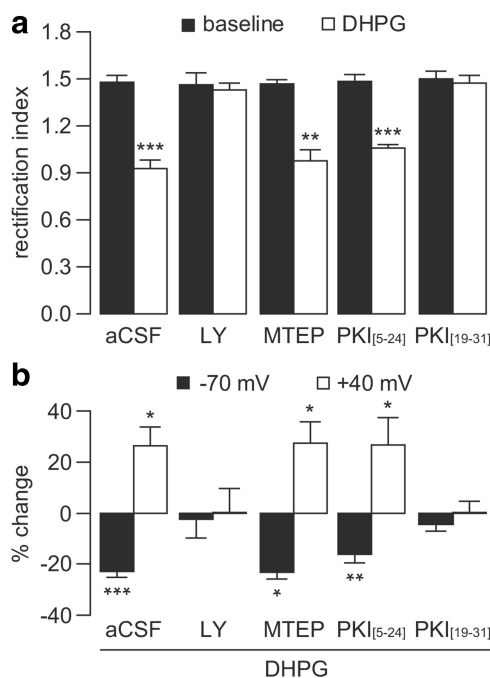 a
baseline DHPG
rectification index
1.8
1.5
1.2
0.9
0.6
0.3
0.0
*** ** ***
aCSF LY MTEP PKI[5-24] PKI[19-31]
b
-70 mV +40 mV
% change
40
20
0
-20
-40
* * *
*** * **
aCSF LY MTEP PKI[5-24] PKI[19-31]
DHPG